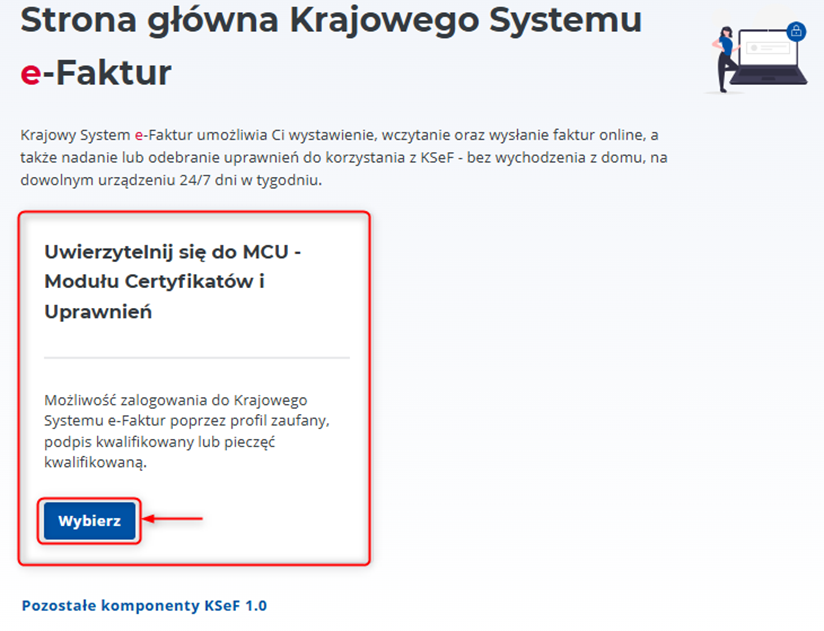 Strona główna Krajowego Systemu
e-Faktur
Krajowy System e-Faktur umożliwia Ci wystawienie, wczytanie oraz wysłanie faktur online, a
także nadanie lub odebranie uprawnień do korzystania z KSeF - bez wychodzenia z domu, na
dowolnym urządzeniu 24/7 dni w tygodniu.
Uwierzytelnij się do MCU -
Modułu Certyfikatów i
Uprawnień
Możliwość zalogowania do Krajowego
Systemu e-Faktur poprzez profil zaufany,
podpis kwalifikowany lub pieczęć
kwalifikowaną.
Wybierz
Pozostałe komponenty KSeF 1.0